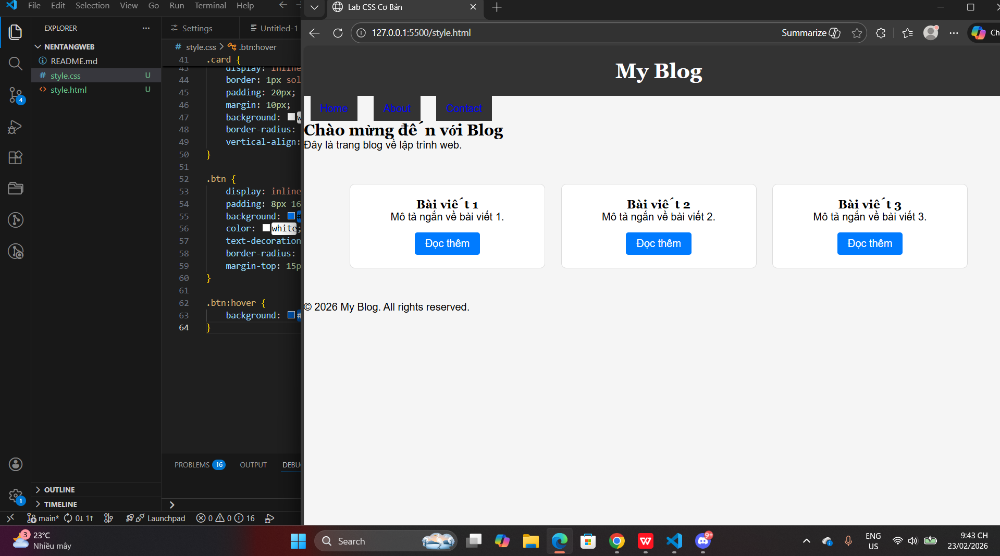 File Edit Selection View Go Run Terminal Help
EXPLORER
NENTANGWEB
README.md
style.css U
style.html U
4
Settings
Untitled-1
style.css > .btn:hover
41 .card {
43 display: inline
44 border: 1px sol
45 padding: 20px;
46 margin: 10px;
47 background:
48 border-radius:
49 vertical-align:
50 }
51
52 .btn {
53 display: inline
54 padding: 8px 16
55 background: #
56 color: white;
57 text-decoration
58 border-radius:
59 margin-top: 15p
60 }
61
62 .btn:hover {
63 background: #
64 }
PROBLEMS 16 OUTPUT DEBU
OUTLINE
TIMELINE
1
main* 0↓ 1↑ Launchpad 0 0 16
Lab CSS Cơ Bản
127.0.0.1:5500/style.html
Summarize
Ch
My Blog
Home About Contact
Chào mừng đến với Blog
Đây là trang blog về lập trình web.
Bài viết 1
Mô tả ngắn về bài viết 1.
Đọc thêm
Bài viết 2
Mô tả ngắn về bài viết 2.
Đọc thêm
Bài viết 3
Mô tả ngắn về bài viết 3.
Đọc thêm
© 2026 My Blog. All rights reserved.
3
23°C
Nhiều mây
Search
9+
ENG
US
9:43 CH
23/02/2026